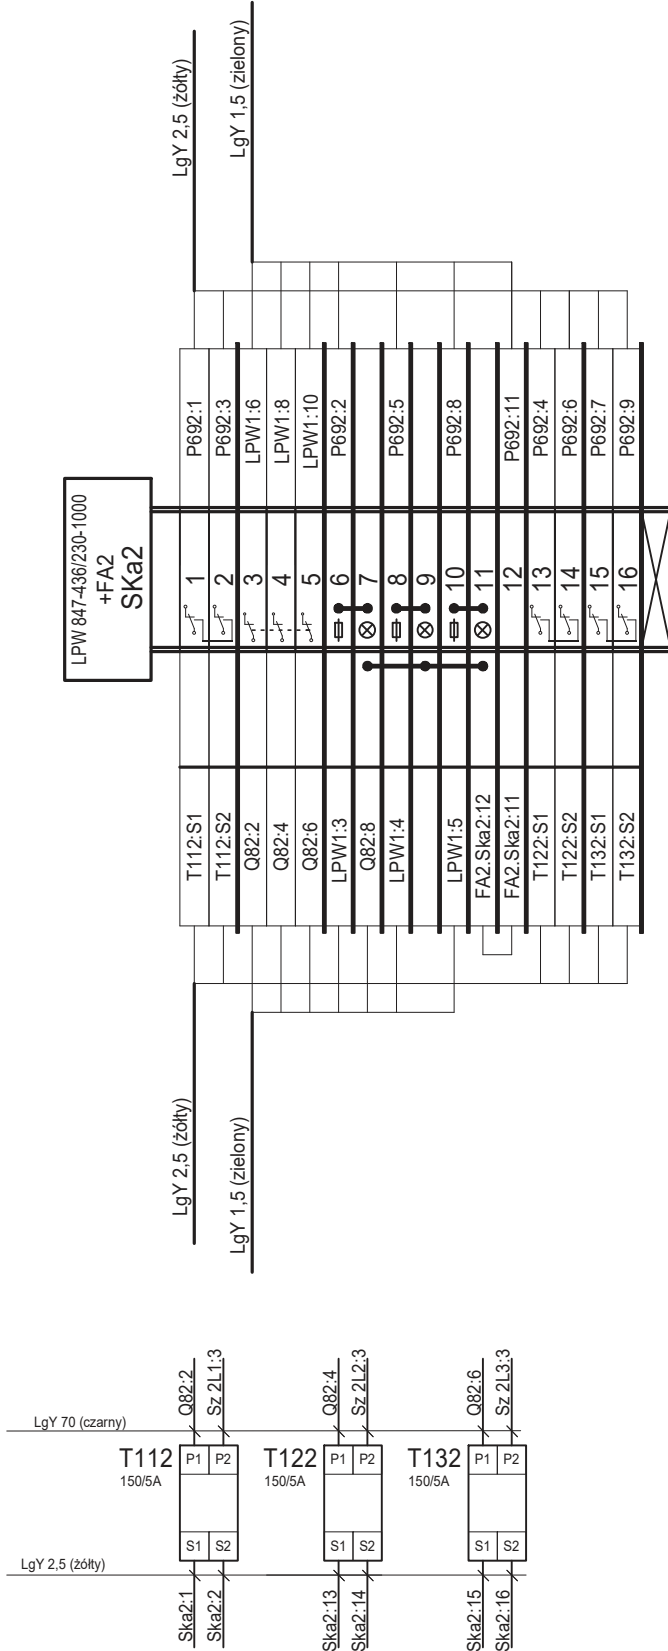 LgY 2,5 (żółty)
LgY 1,5 (zielony)
LPW 847-436/230-1000
+FA2
SKa2
T112:S1 1 P692:1
T112:S2 2 P692:3
Q82:2 3 LPW1:6
Q82:4 4 LPW1:8
Q82:6 5 LPW1:10
LPW1:3 6 P692:2
Q82:8 7
LPW1:4 8 P692:5
9
LPW1:5 10 P692:8
FA2.Ska2:12 11
FA2.Ska2:11 12 P692:11
T122:S1 13 P692:4
T122:S2 14 P692:6
T132:S1 15 P692:7
T132:S2 16 P692:9
LgY 2,5 (żółty)
LgY 1,5 (zielony)
LgY 70 (czarny)
Q82:2
Sz 2L1:3
Q82:4
Sz 2L2:3
Q82:6
Sz 2L3:3
T112
150/5A
P1 P2
S1 S2
T122
150/5A
P1 P2
S1 S2
T132
150/5A
P1 P2
S1 S2
LgY 2,5 (żółty)
Ska2:1
Ska2:2
Ska2:13
Ska2:14
Ska2:15
Ska2:16